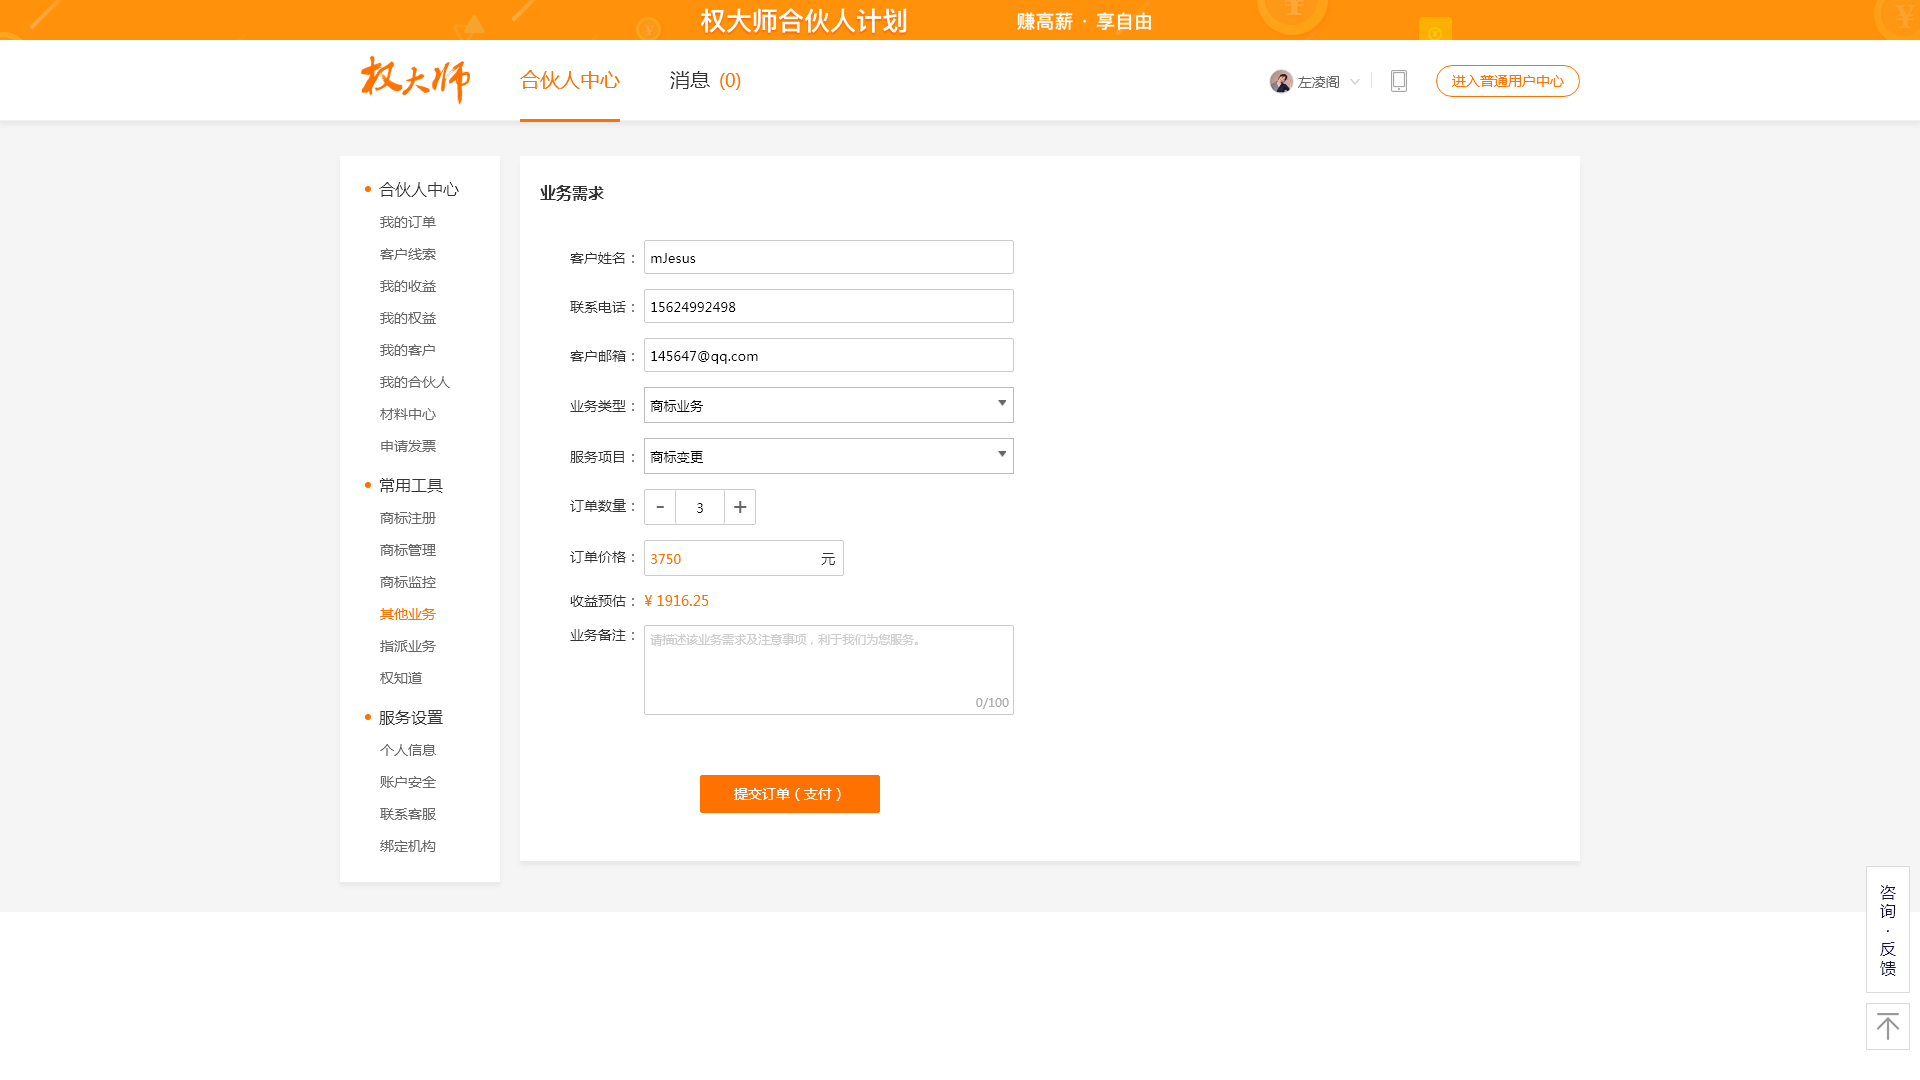 权大师合伙人计划 赚高薪 · 享自由
权大师 合伙人中心 消息 (0) 左凌阁 进入普通用户中心
合伙人中心
我的订单
客户线索
我的收益
我的权益
我的客户
我的合伙人
材料中心
申请发票
常用工具
商标注册
商标管理
商标监控
其他业务
指派业务
权知道
服务设置
个人信息
账户安全
联系客服
绑定机构
业务需求
客户姓名： mJesus
联系电话： 15624992498
客户邮箱： 145647@qq.com
业务类型： 商标业务
服务项目： 商标变更
订单数量： - 3 +
订单价格： 3750 元
收益预估： ¥ 1916.25
业务备注： 请描述该业务需求及注意事项，利于我们为您服务。
0/100
提交订单（支付）
咨询·反馈